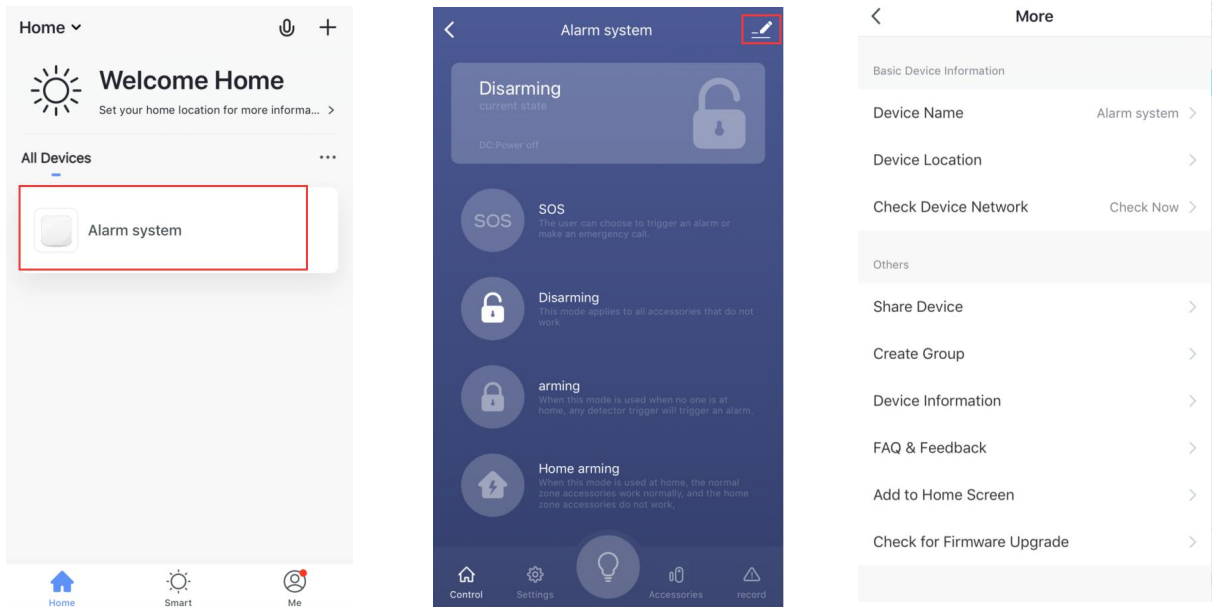 Home
Welcome Home
Set your home location for more informa...
All Devices
Alarm system
Home
Smart
Me
Alarm system
Disarming
current state
DC:Power off
SOS
SOS
The user can choose to trigger an alarm or
make an emergency call.
Disarming
This mode applies to all accessories that do not
work
arming
When this mode is used when no one is at
home, any detector trigger will trigger an alarm.
Home arming
When this mode is used at home, the normal
zone accessories work normally, and the home
zone accessories do not work,
Control
Settings
Accessories
record
More
Basic Device Information
Device Name
Alarm system
Device Location
Check Device Network
Check Now
Others
Share Device
Create Group
Device Information
FAQ & Feedback
Add to Home Screen
Check for Firmware Upgrade